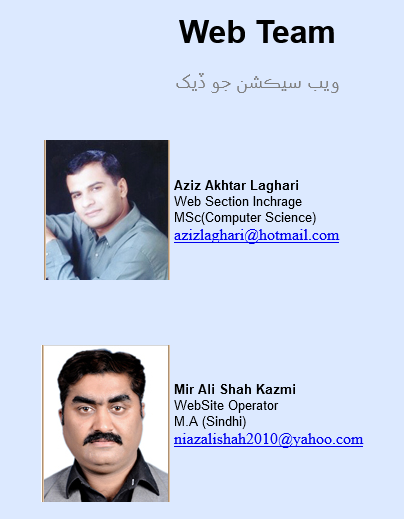 Web Team
ويب سيڪشن جو ڏيک
Aziz Akhtar Laghari
Web Section Inchrage
MSc(Computer Science)
azizlaghari@hotmail.com
Mir Ali Shah Kazmi
WebSite Operator
M.A (Sindhi)
niazalishah2010@yahoo.com